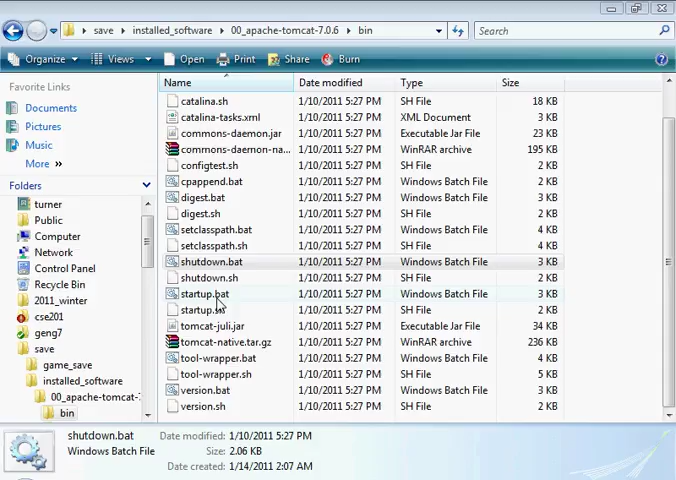 save ▸ installed_software ▸ 00_apache-tomcat-7.0.6 ▸ bin
Search
Organize Views Open Print Share Burn
Favorite Links
Documents
Pictures
Music
More »
Folders
turner
Public
Computer
Network
Control Panel
Recycle Bin
2011_winter
cse201
geng7
save
game_save
installed_software
00_apache-tomcat-7
bin
Name Date modified Type Size
catalina.sh 1/10/2011 5:27 PM SH File 18 KB
catalina-tasks.xml 1/10/2011 5:27 PM XML Document 3 KB
commons-daemon.jar 1/10/2011 5:27 PM Executable Jar File 23 KB
commons-daemon-na... 1/10/2011 5:27 PM WinRAR archive 195 KB
configtest.sh 1/10/2011 5:27 PM SH File 2 KB
cpappend.bat 1/10/2011 5:27 PM Windows Batch File 2 KB
digest.bat 1/10/2011 5:27 PM Windows Batch File 3 KB
digest.sh 1/10/2011 5:27 PM SH File 2 KB
setclasspath.bat 1/10/2011 5:27 PM Windows Batch File 4 KB
setclasspath.sh 1/10/2011 5:27 PM SH File 4 KB
shutdown.bat 1/10/2011 5:27 PM Windows Batch File 3 KB
shutdown.sh 1/10/2011 5:27 PM SH File 2 KB
startup.bat 1/10/2011 5:27 PM Windows Batch File 3 KB
startup.sh 1/10/2011 5:27 PM SH File 2 KB
tomcat-juli.jar 1/10/2011 5:27 PM Executable Jar File 34 KB
tomcat-native.tar.gz 1/10/2011 5:27 PM WinRAR archive 236 KB
tool-wrapper.bat 1/10/2011 5:27 PM Windows Batch File 4 KB
tool-wrapper.sh 1/10/2011 5:27 PM SH File 5 KB
version.bat 1/10/2011 5:27 PM Windows Batch File 3 KB
version.sh 1/10/2011 5:27 PM SH File 2 KB
shutdown.bat Date modified: 1/10/2011 5:27 PM
Windows Batch File Size: 2.06 KB
Date created: 1/14/2011 2:07 AM